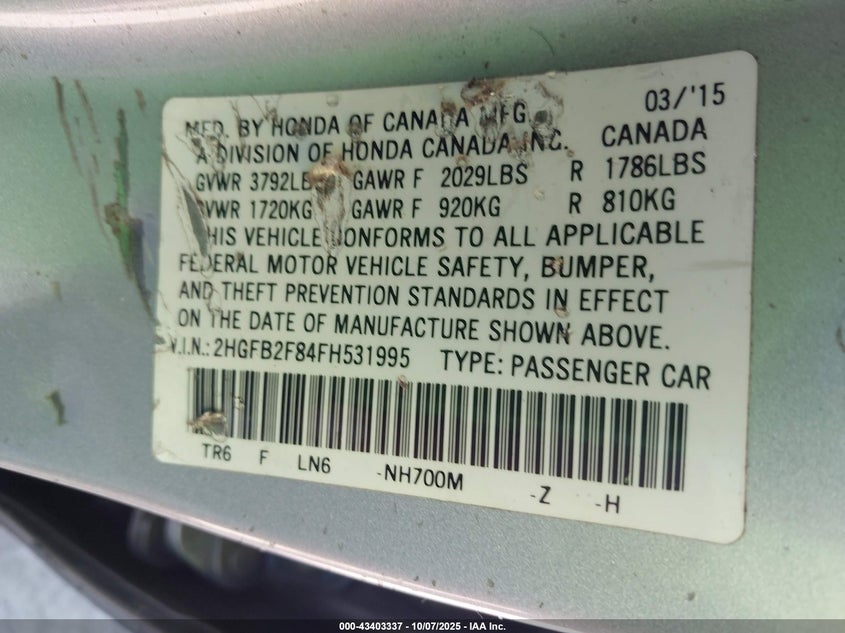 03/'15
MFD. BY HONDA OF CANADA MFG.
A DIVISION OF HONDA CANADA INC. CANADA
GVWR 3792LBS GAWR F 2029LBS R 1786LBS
GVWR 1720KG GAWR F 920KG R 810KG
THIS VEHICLE CONFORMS TO ALL APPLICABLE
FEDERAL MOTOR VEHICLE SAFETY, BUMPER,
AND THEFT PREVENTION STANDARDS IN EFFECT
ON THE DATE OF MANUFACTURE SHOWN ABOVE.
V.I.N.: 2HGFB2F84FH531995 TYPE: PASSENGER CAR
TR6 F LN6 -NH700M -Z -H
000-43403337 - 10/07/2025 - IAA Inc.